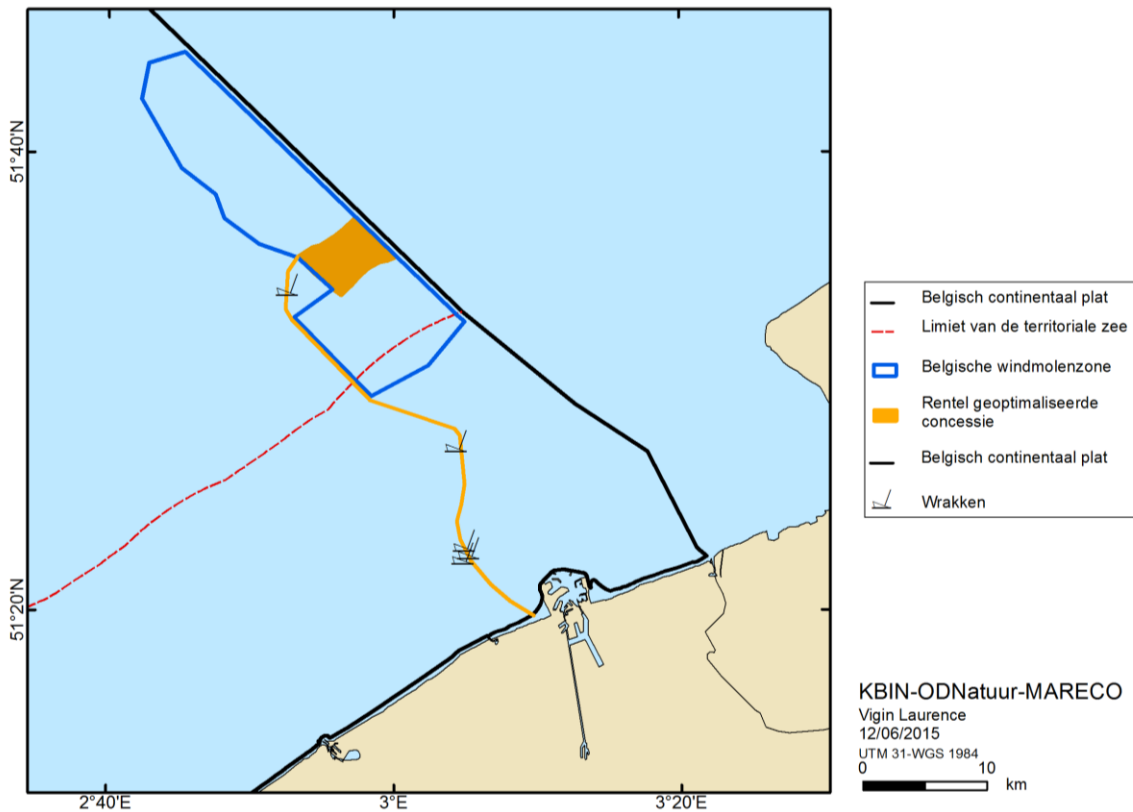 51°40'N
51°20'N
2°40'E
3°E
3°20'E
Belgisch continentaal plat
Limiet van de territoriale zee
Belgische windmolenzone
Rentel geoptimaliseerde
concessie
Belgisch continentaal plat
Wrakken
KBIN-ODNatuur-MARECO
Vigin Laurence
12/06/2015
UTM 31-WGS 1984
0 10
km